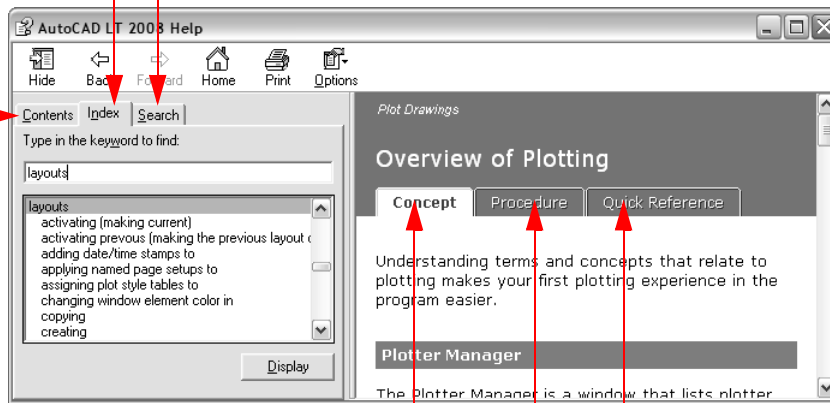 AutoCAD LT 2008 Help
Hide Back Forward Home Print Options
Contents Index Search
Type in the keyword to find:
layouts
layouts
activating (making current)
activating prevous (making the previous layout c
adding date/time stamps to
applying named page setups to
assigning plot style tables to
changing window element color in
copying
creating
Display
Plot Drawings
Overview of Plotting
Concept Procedure Quick Reference
Understanding terms and concepts that relate to
plotting makes your first plotting experience in the
program easier.
Plotter Manager
The Plotter Manager is a window that lists plotter